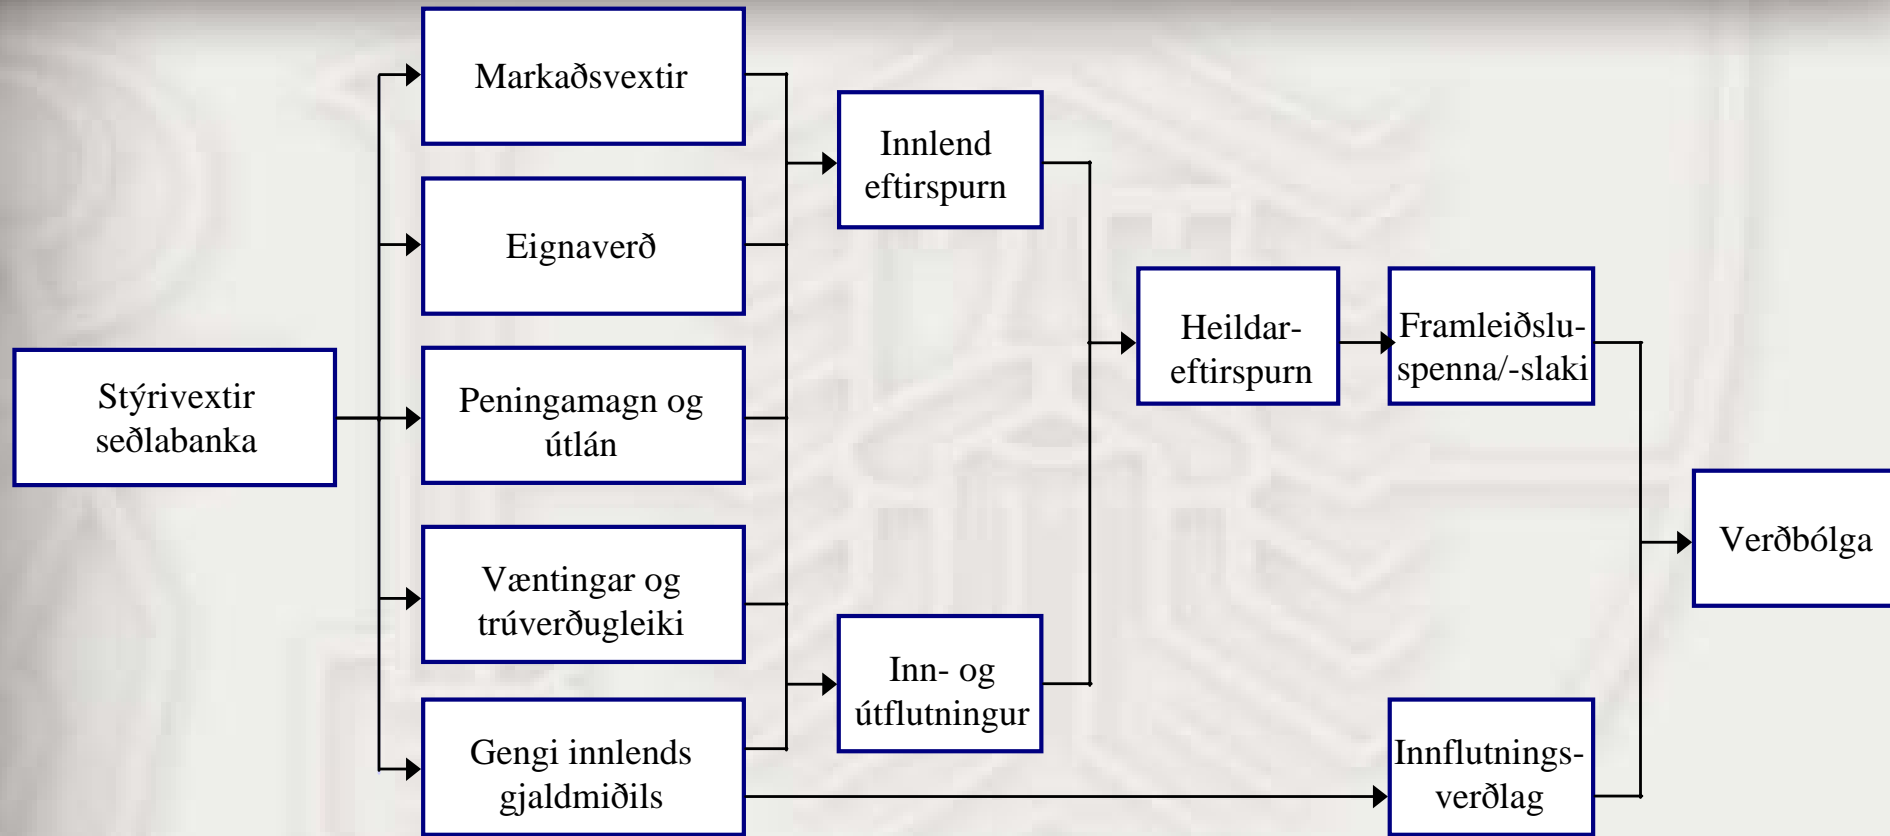 Markaðsvextir
Eignaverð
Stýrivextir
seðlabanka
Peningamagn og
útlán
Væntingar og
trúverðugleiki
Gengi innlends
gjaldmiðils
Innlend
eftirspurn
Inn- og
útflutningur
Heildar-
eftirspurn
Framleiðslu-
spenna/-slaki
Innflutnings-
verðlag
Verðbólga